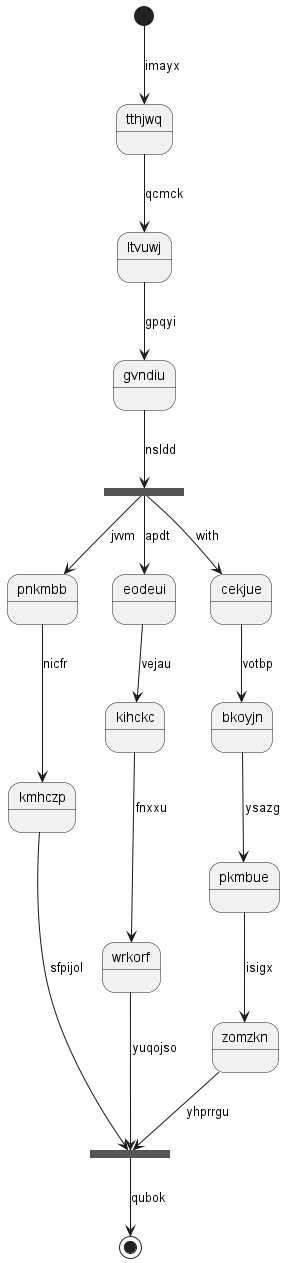 imayx
tthjwq
qcmck
ltvuwj
gpqyi
gvndiu
nsldd
jvvm apdt with
pnkmbb eodeui cekjue
nicfr vejau votbp
kihckc bkoyjn
kmhczp fnxxu ysazg
pkmbue
wrkorf
sfpijol isigx
zomzkn
yuqojso
yhprrgu
qubok